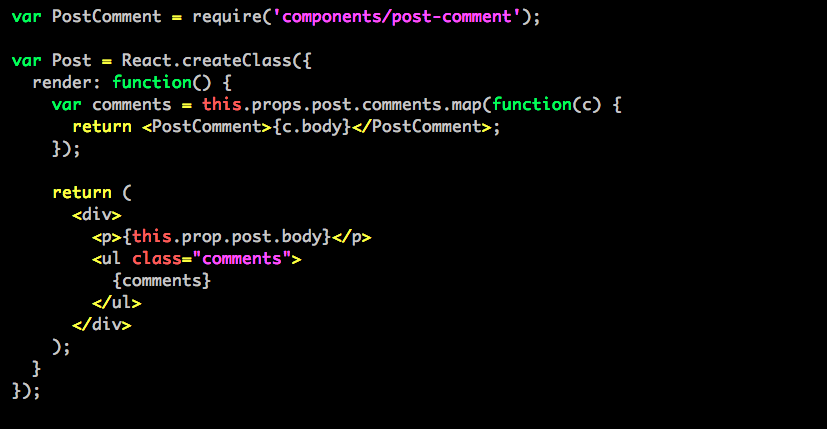 var PostComment = require('components/post-comment');

var Post = React.createClass({
  render: function() {
    var comments = this.props.post.comments.map(function(c) {
      return <PostComment>{c.body}</PostComment>;
    });

    return (
      <div>
        <p>{this.prop.post.body}</p>
        <ul class="comments">
          {comments}
        </ul>
      </div>
    );
  }
});